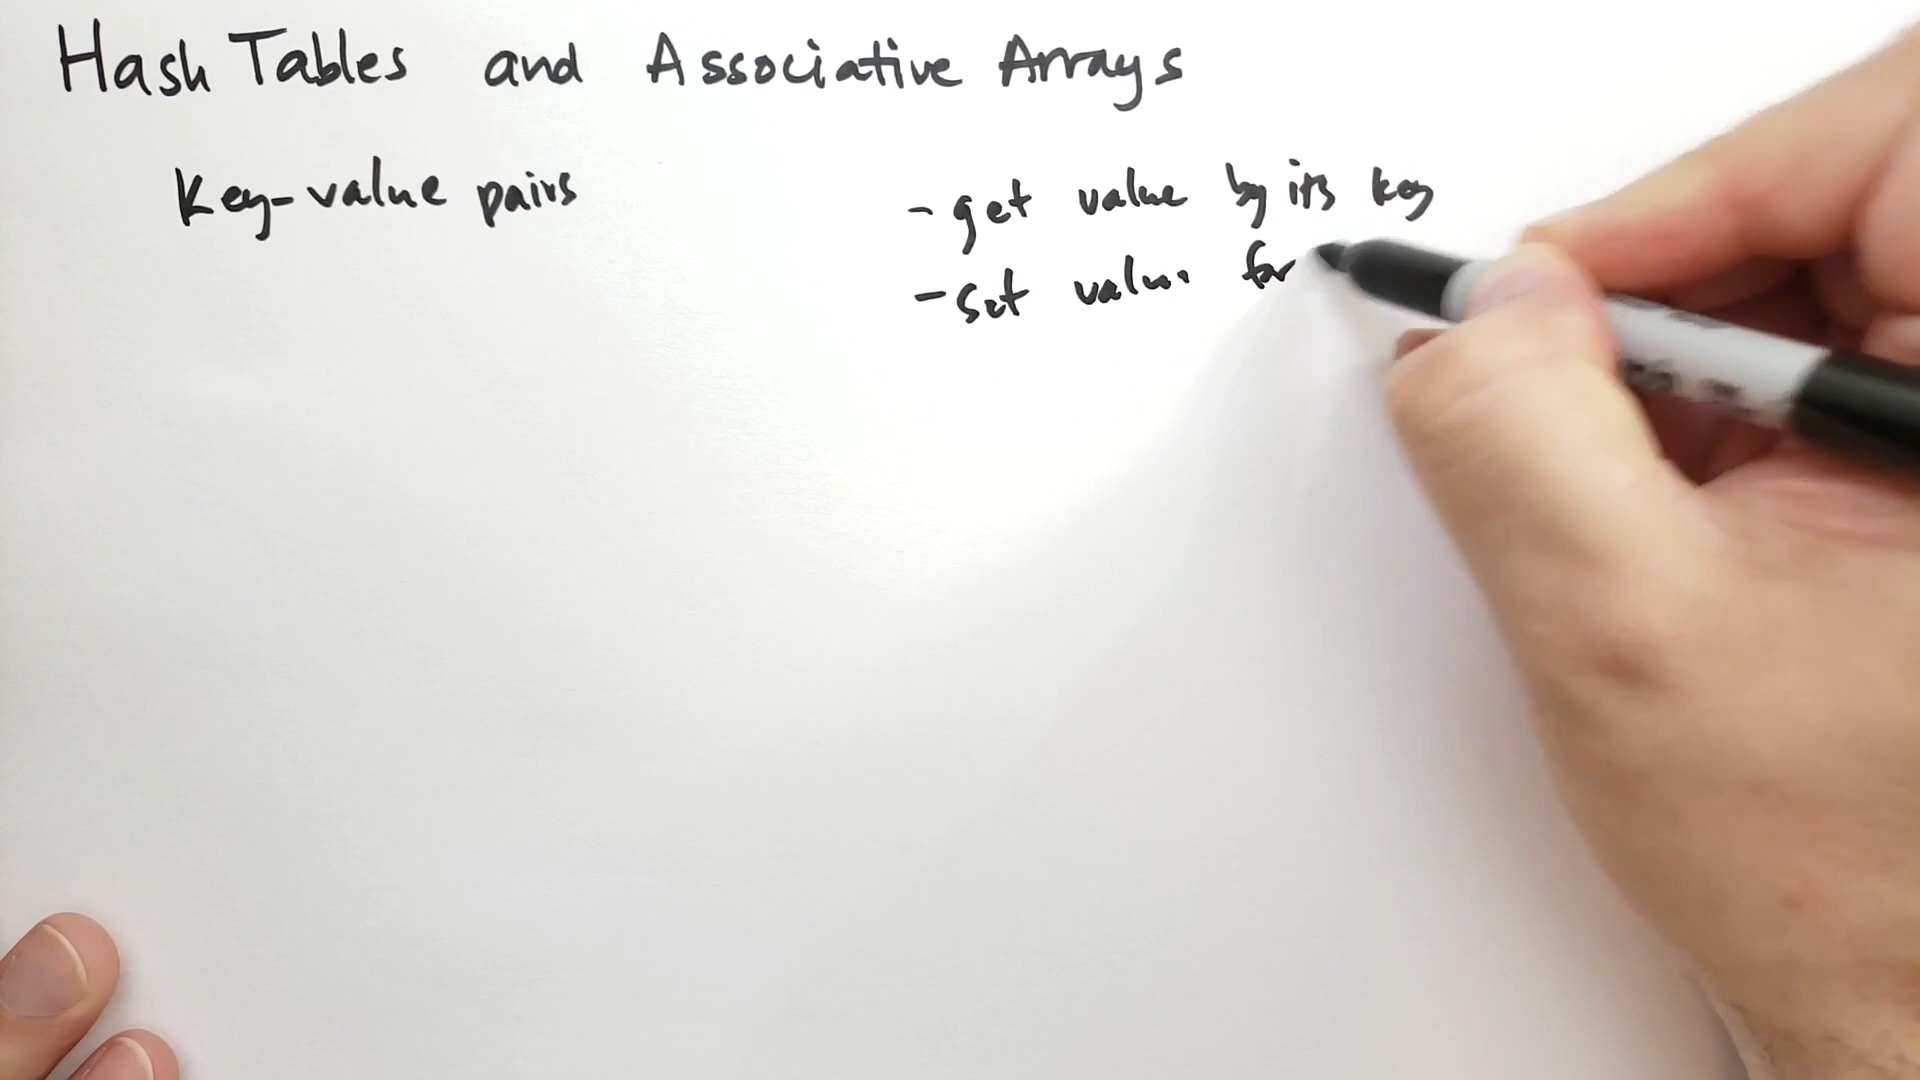 Hash Tables and Associative Arrays
Key-value pairs
- get value by its key
- set value for